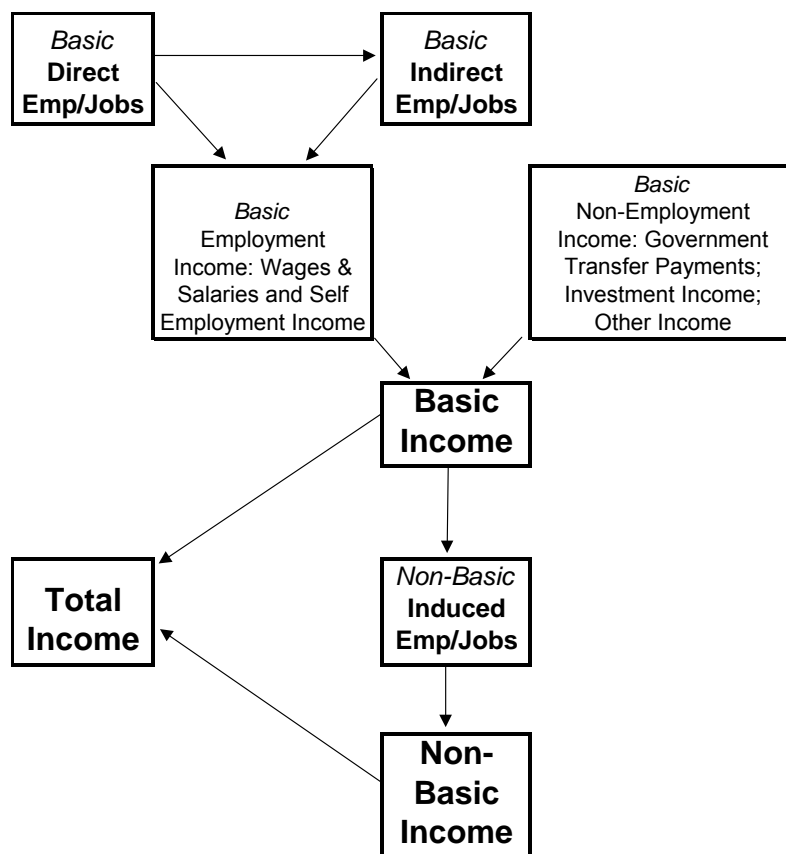 Basic
Direct
Emp/Jobs
Basic
Indirect
Emp/Jobs
Basic
Employment
Income: Wages &
Salaries and Self
Employment Income
Basic
Non-Employment
Income: Government
Transfer Payments;
Investment Income;
Other Income
Basic
Income
Total
Income
Non-Basic
Induced
Emp/Jobs
Non-
Basic
Income